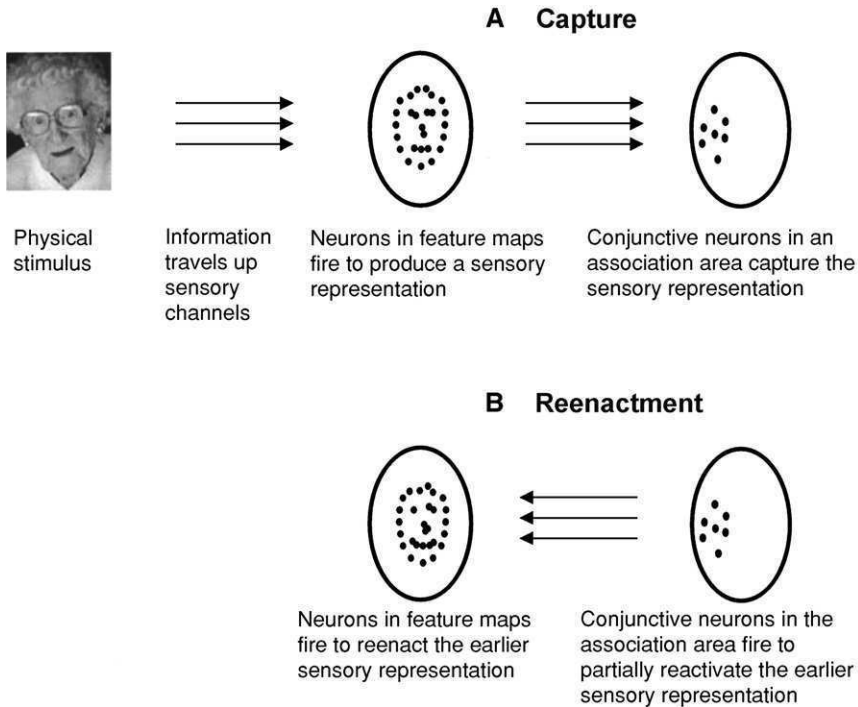 A Capture
Physical
stimulus
Information
travels up
sensory
channels
Neurons in feature maps
fire to produce a sensory
representation
Conjunctive neurons in an
association area capture the
sensory representation
B Reenactment
Neurons in feature maps
fire to reenact the earlier
sensory representation
Conjunctive neurons in the
association area fire to
partially reactivate the earlier
sensory representation